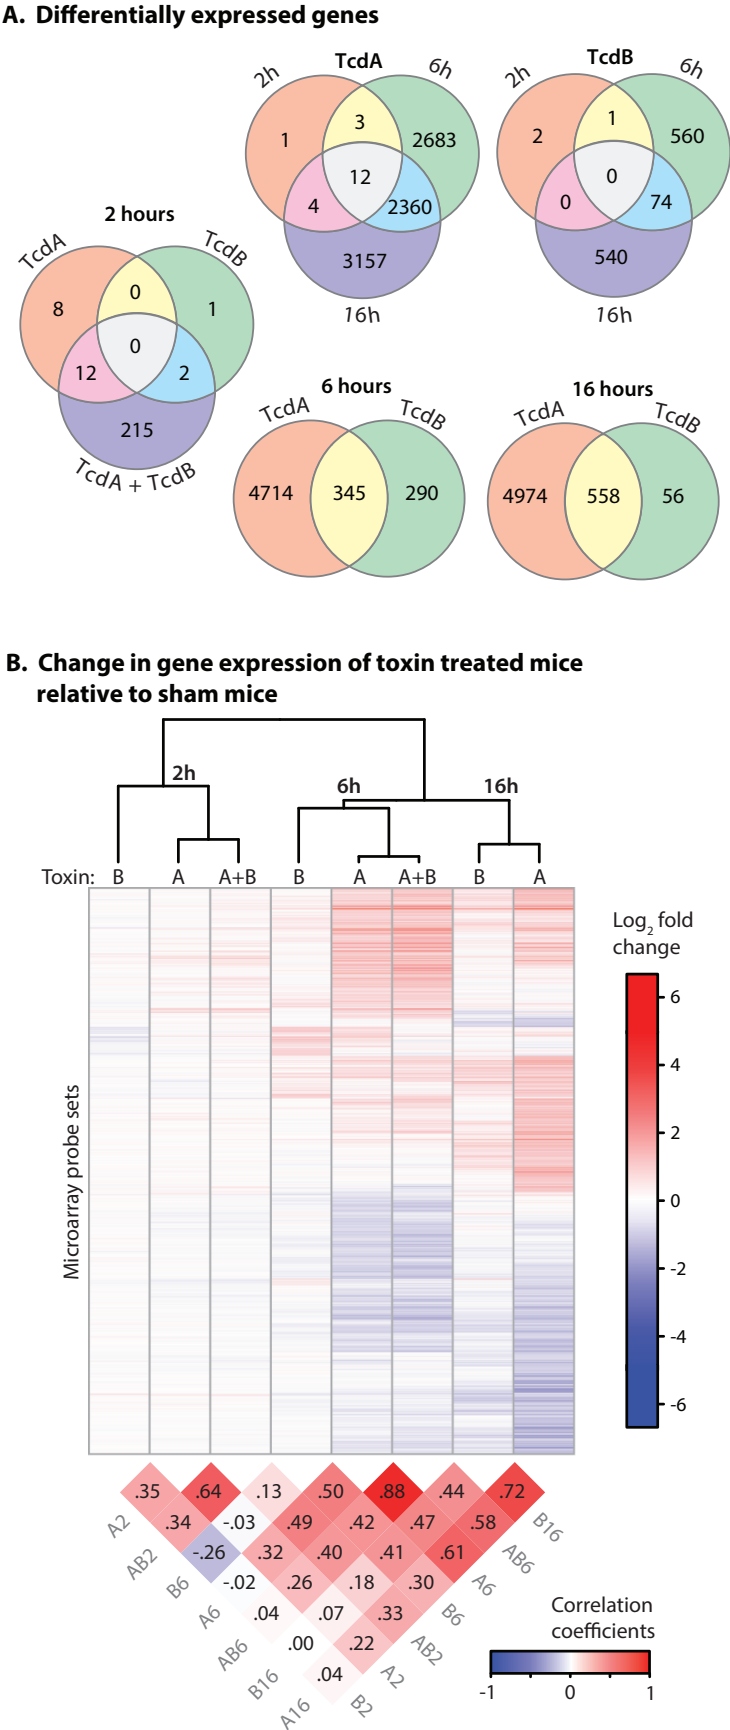 A. Differentially expressed genes
TcdA
2h
6h
1
3
2683
12
4
2360
3157
16h
TcdB
2h
6h
2
1
560
0
0
74
540
16h
2 hours
TcdA
TcdB
8
0
1
0
12
2
215
TcdA + TcdB
6 hours
TcdA
TcdB
4714
345
290
16 hours
TcdA
TcdB
4974
558
56
B. Change in gene expression of toxin treated mice
relative to sham mice
2h
6h
16h
Toxin: B A A+B B A A+B B A
Microarray probe sets
Log2 fold
change
6
4
2
0
-2
-4
-6
.35 .64 .13 .50 .88 .44 .72
.34 -.03 .49 .42 .47 .58
-.26 .32 .40 .41 .61
-.02 .26 .18 .30
.04 .07 .33
.00 .22
.04
A2
AB2
B6
A6
AB6
B16
A16
B16
AB6
A6
B6
AB2
A2
B2
Correlation
coefficients
-1 0 1